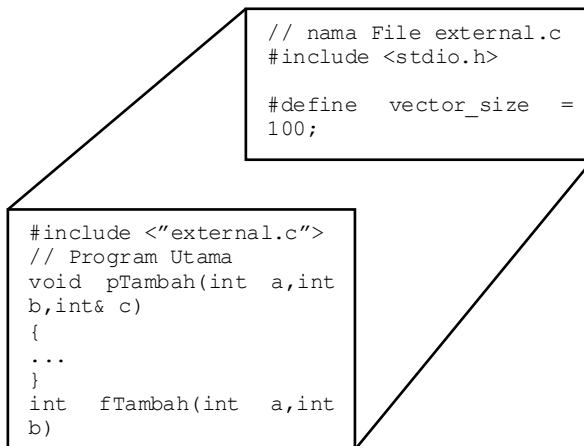 // nama File external.c
#include <stdio.h>
#define vector_size =
100;
#include <”external.c”>
// Program Utama
void pTambah(int a,int
b,int& c)
{
...
}
int fTambah(int a,int
b)